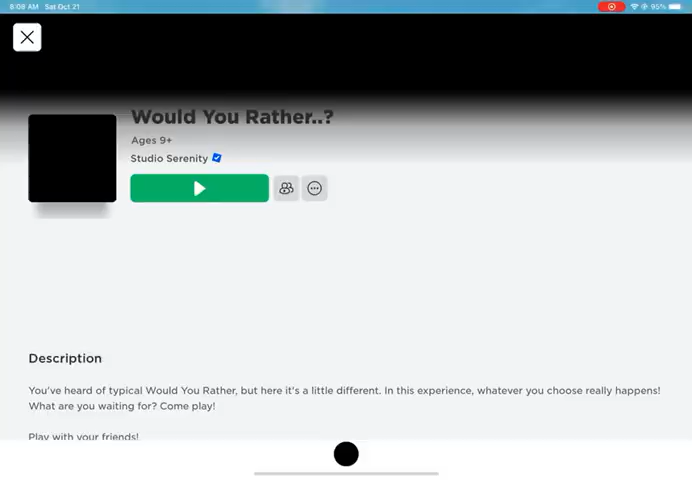 8:08 AM Sat Oct 21
95%
Would You Rather..?
Ages 9+
Studio Serenity
Description
You've heard of typical Would You Rather, but here it's a little different. In this experience, whatever you choose really happens!
What are you waiting for? Come play!
Play with your friends!